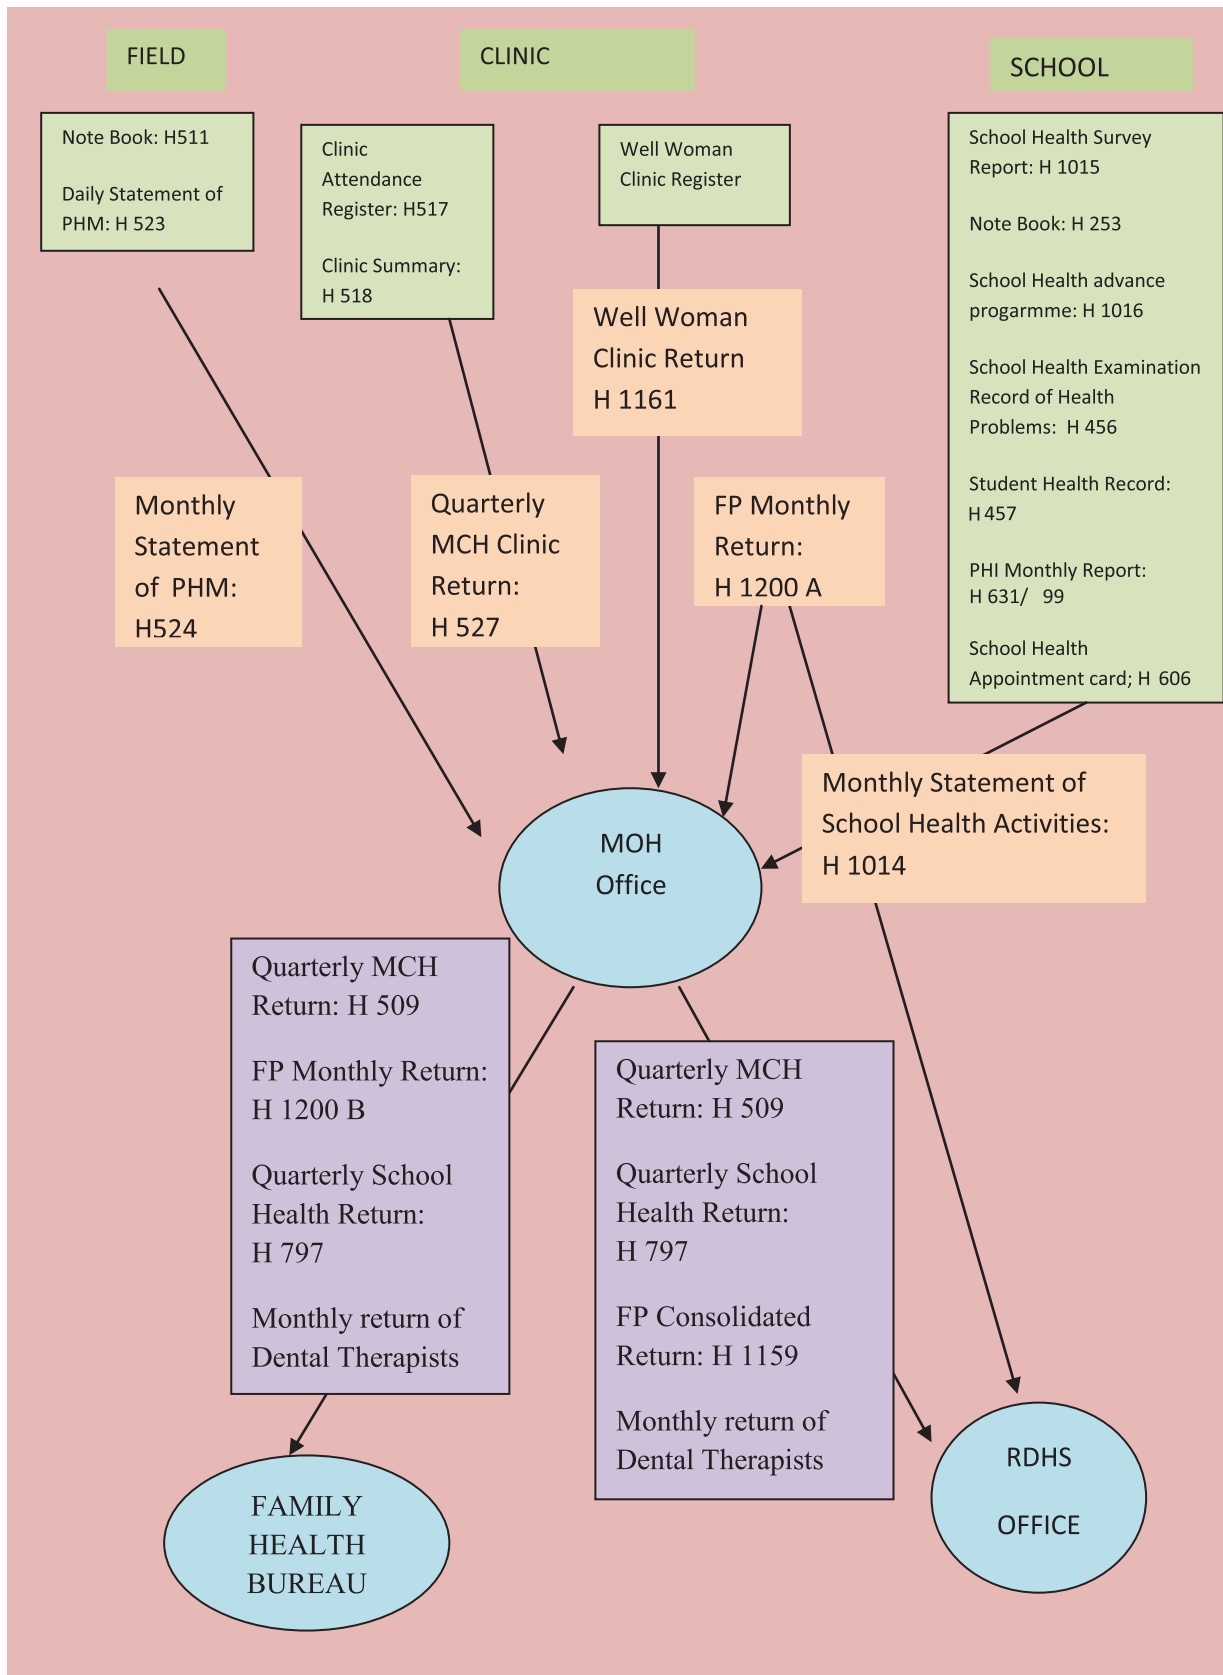 FIELD
CLINIC
SCHOOL
Note Book: H511
Daily Statement of
PHM: H 523
Clinic
Attendance
Register: H517
Clinic Summary:
H 518
Well Woman
Clinic Register
School Health Survey
Report: H 1015
Note Book: H 253
School Health advance
progarmme: H 1016
School Health Examination
Record of Health
Problems: H 456
Student Health Record:
H 457
PHI Monthly Report:
H 631/ 99
School Health
Appointment card; H 606
Well Woman
Clinic Return
H 1161
Monthly
Statement
of PHM:
H524
Quarterly
MCH Clinic
Return:
H 527
FP Monthly
Return:
H 1200 A
Monthly Statement of
School Health Activities:
H 1014
MOH
Office
Quarterly MCH
Return: H 509
FP Monthly Return:
H 1200 B
Quarterly School
Health Return:
H 797
Monthly return of
Dental Therapists
Quarterly MCH
Return: H 509
Quarterly School
Health Return:
H 797
FP Consolidated
Return: H 1159
Monthly return of
Dental Therapists
FAMILY
HEALTH
BUREAU
RDHS
OFFICE